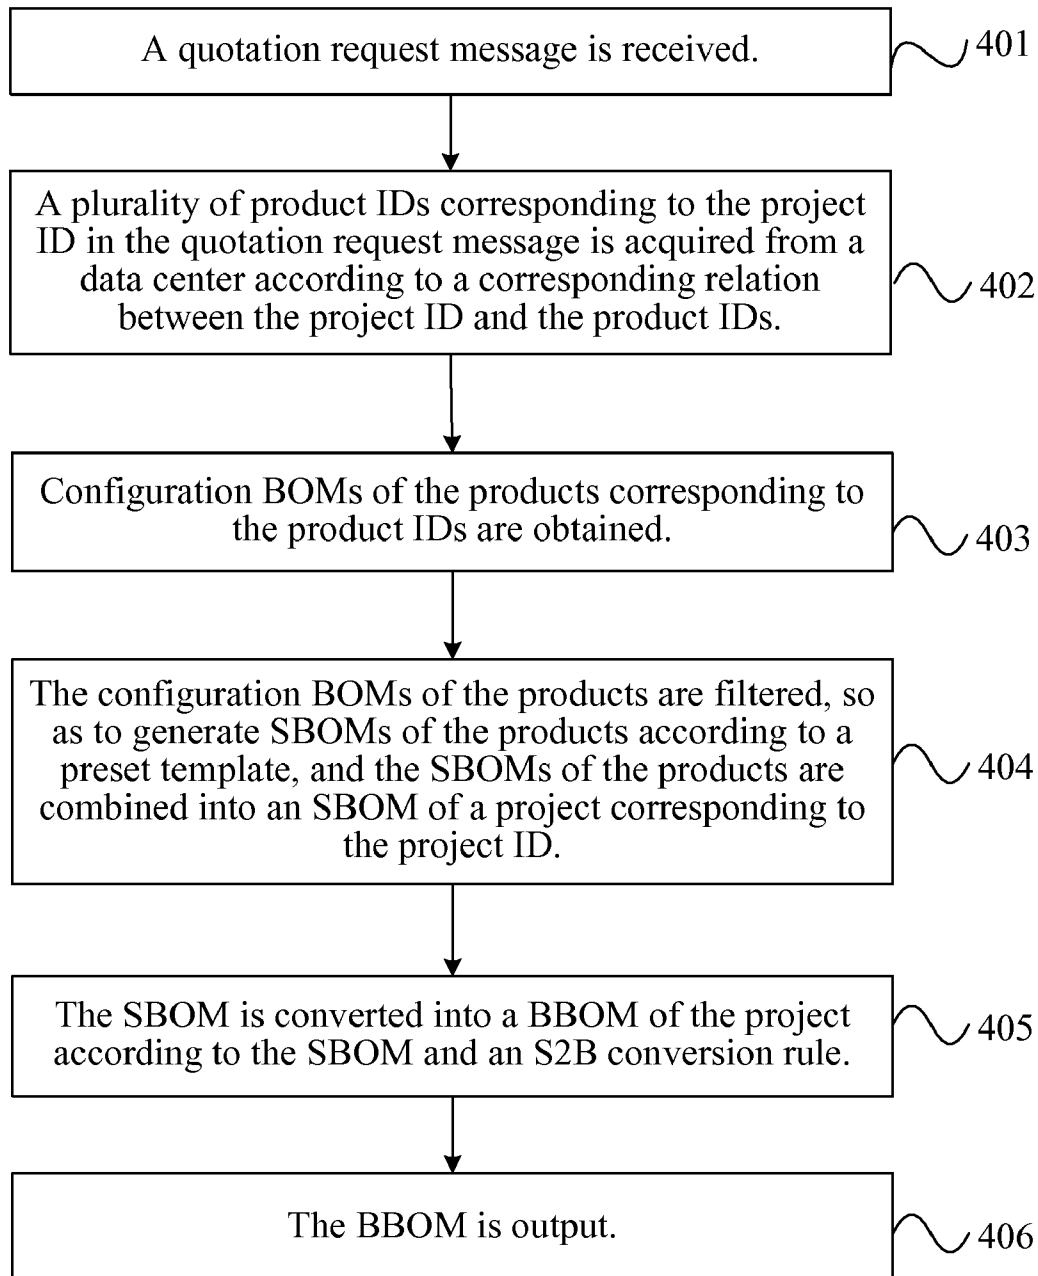 A quotation request message is received.
401
A plurality of product IDs corresponding to the project
ID in the quotation request message is acquired from a
data center according to a corresponding relation
between the project ID and the product IDs.
402
Configuration BOMs of the products corresponding to
the product IDs are obtained.
403
The configuration BOMs of the products are filtered, so
as to generate SBOMs of the products according to a
preset template, and the SBOMs of the products are
combined into an SBOM of a project corresponding to
the project ID.
404
The SBOM is converted into a BBOM of the project
according to the SBOM and an S2B conversion rule.
405
The BBOM is output.
406